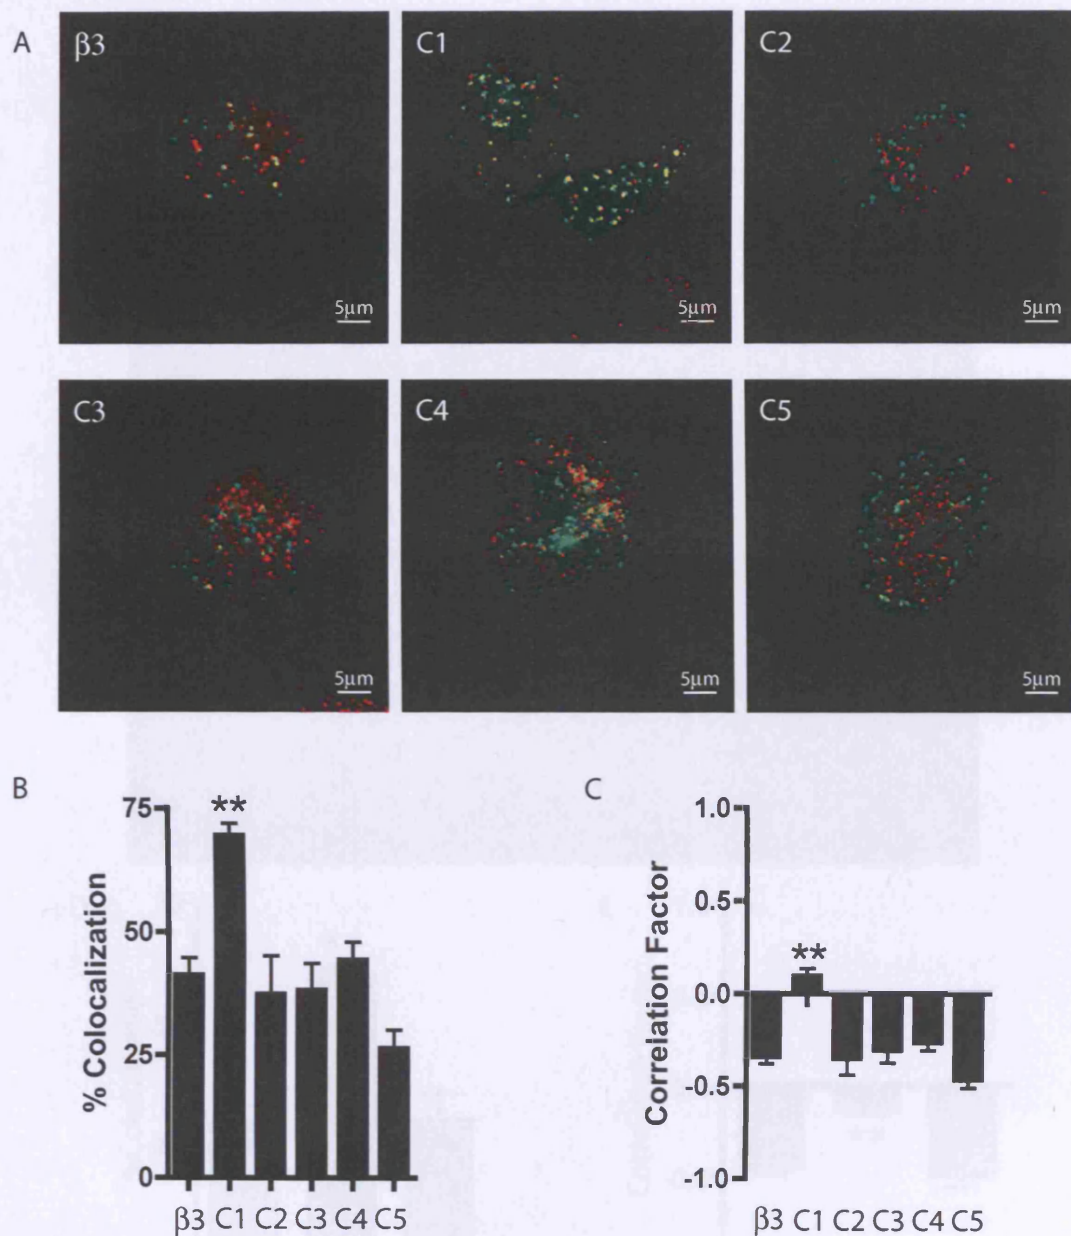 A
β3
C1
C2
5μm
5μm
5μm
C3
C4
C5
5μm
5μm
5μm
B
75
50
25
0
% Colocalization
**
β3 C1 C2 C3 C4 C5
C
1.0
0.5
0.0
-0.5
-1.0
Correlation Factor
**
β3 C1 C2 C3 C4 C5